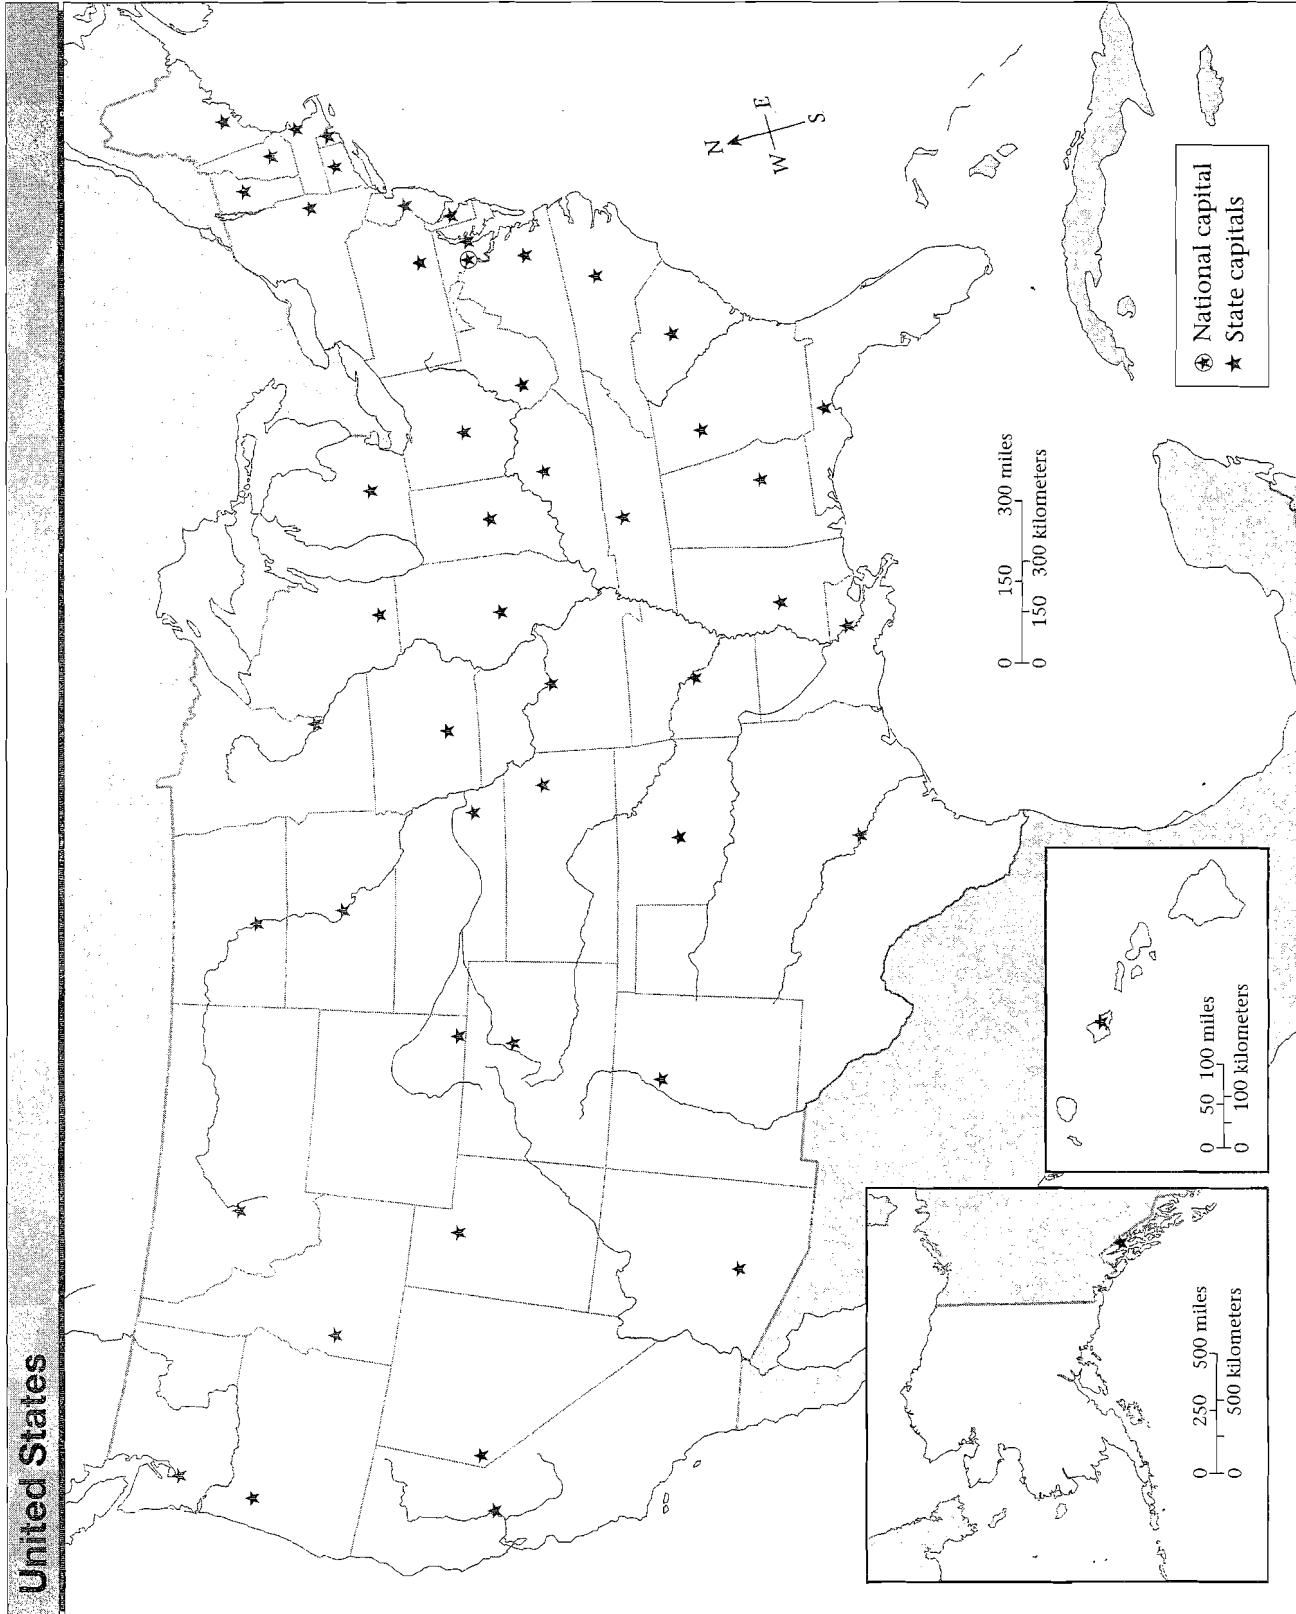 United States
N
W E
S
National capital
State capitals
0 150 300 miles
0 150 300 kilometers
0 50 100 miles
0 100 kilometers
0 250 500 miles
0 500 kilometers